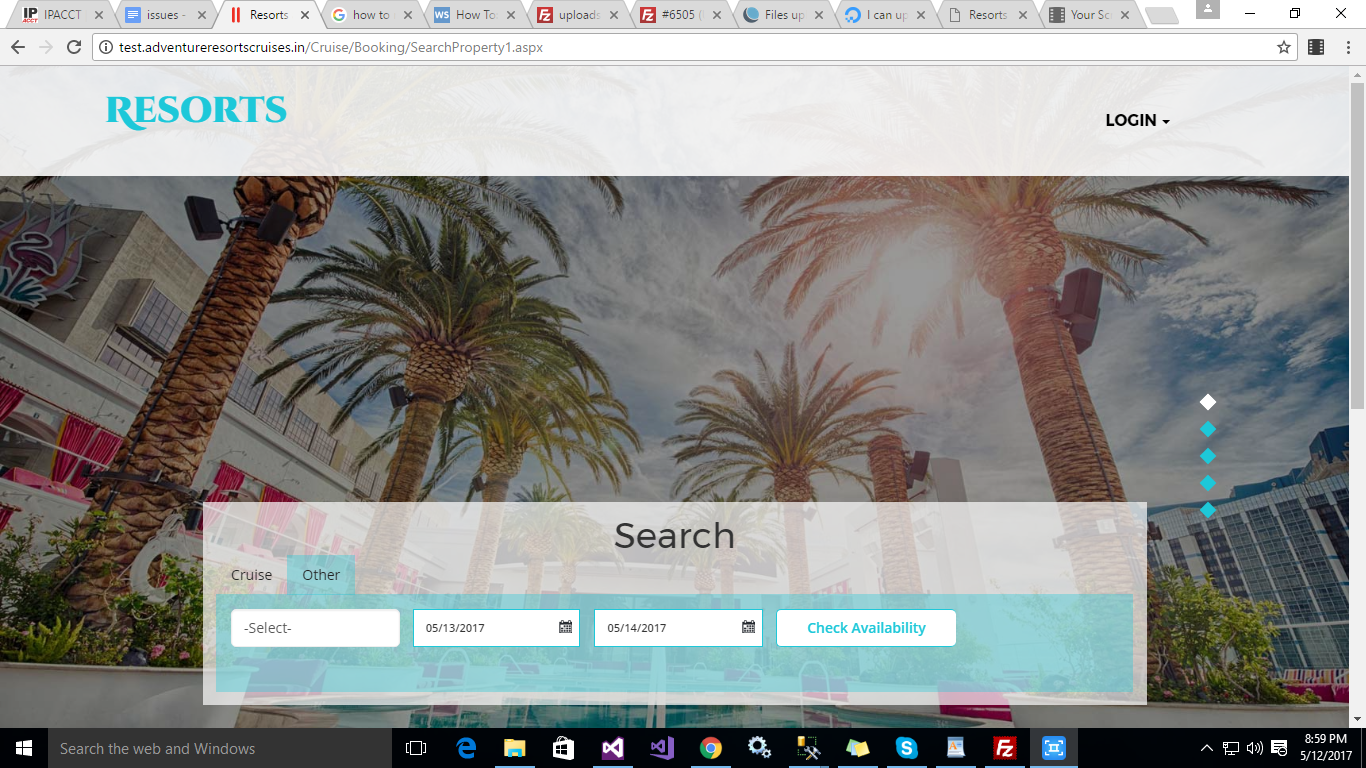 IPACCT
issues -
Resorts
how to
How To
uploads
#6505 (
Files up
I can up
Resorts
Your Scr
test.adventureresortscruises.in/Cruise/Booking/SearchProperty1.aspx
RESORTS
LOGIN
Search
Cruise Other
-Select- 05/13/2017 05/14/2017 Check Availability
Search the web and Windows
8:59 PM
5/12/2017